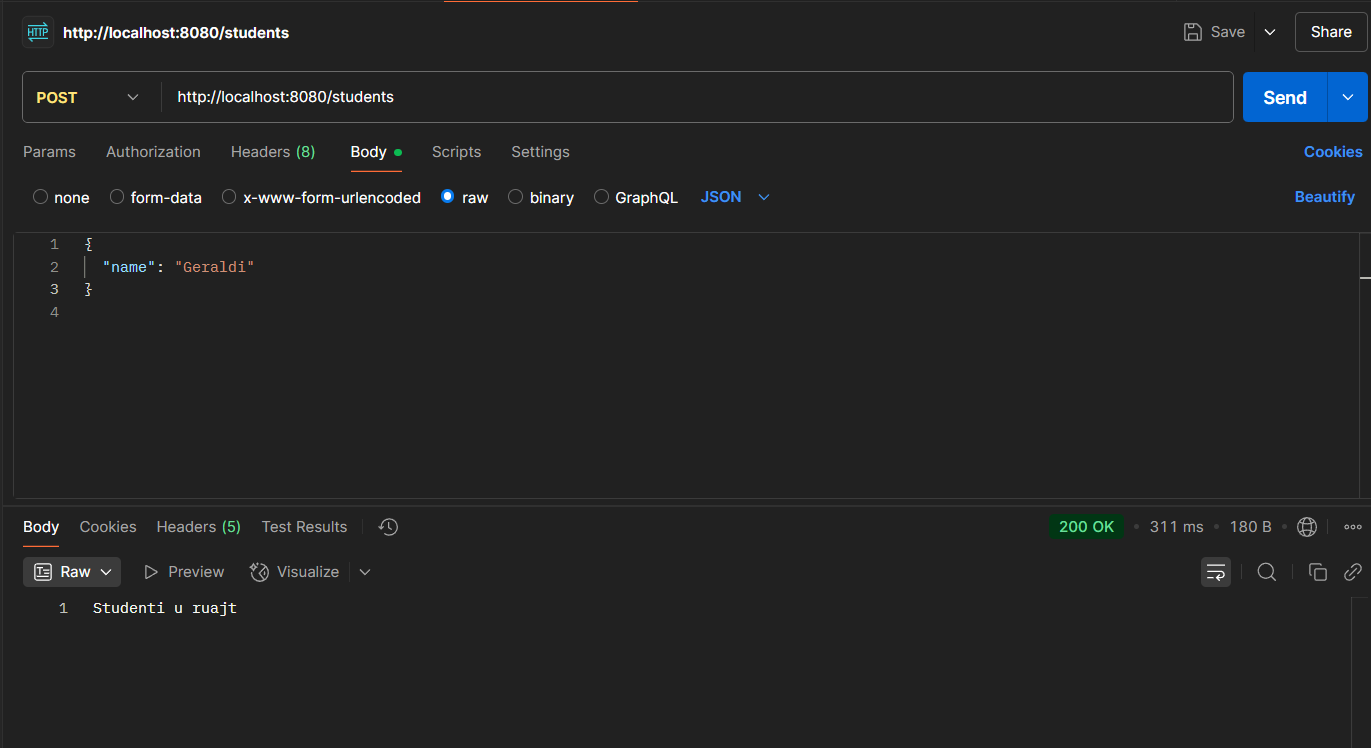 HTTP http://localhost:8080/students Save Share
POST http://localhost:8080/students Send
Params Authorization Headers (8) Body Scripts Settings Cookies
none form-data x-www-form-urlencoded raw binary GraphQL JSON Beautify
1 {
2 "name": "Geraldi"
3 }
4
Body Cookies Headers (5) Test Results 200 OK 311 ms 180 B
Raw Preview Visualize
1 Studenti u ruajt